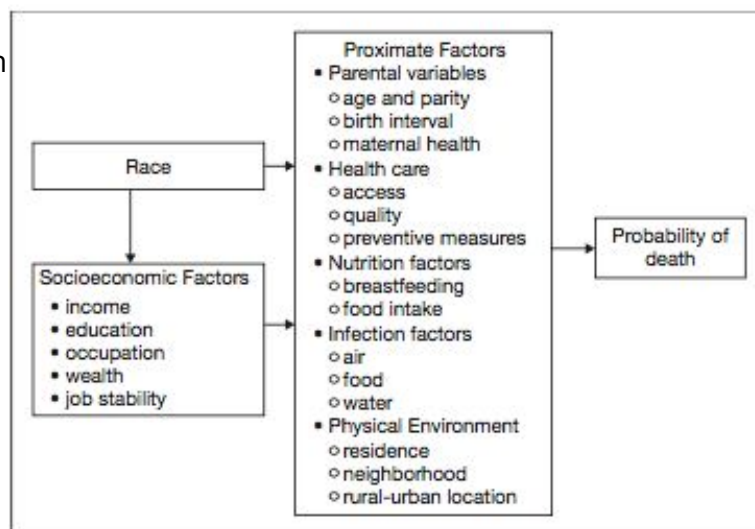 n
Race
Socioeconomic Factors
• income
• education
• occupation
• wealth
• job stability
Proximate Factors
• Parental variables
o age and parity
o birth interval
o maternal health
• Health care
o access
o quality
o preventive measures
• Nutrition factors
o breastfeeding
o food intake
• Infection factors
o air
o food
o water
• Physical Environment
o residence
o neighborhood
o rural-urban location
Probability of
death